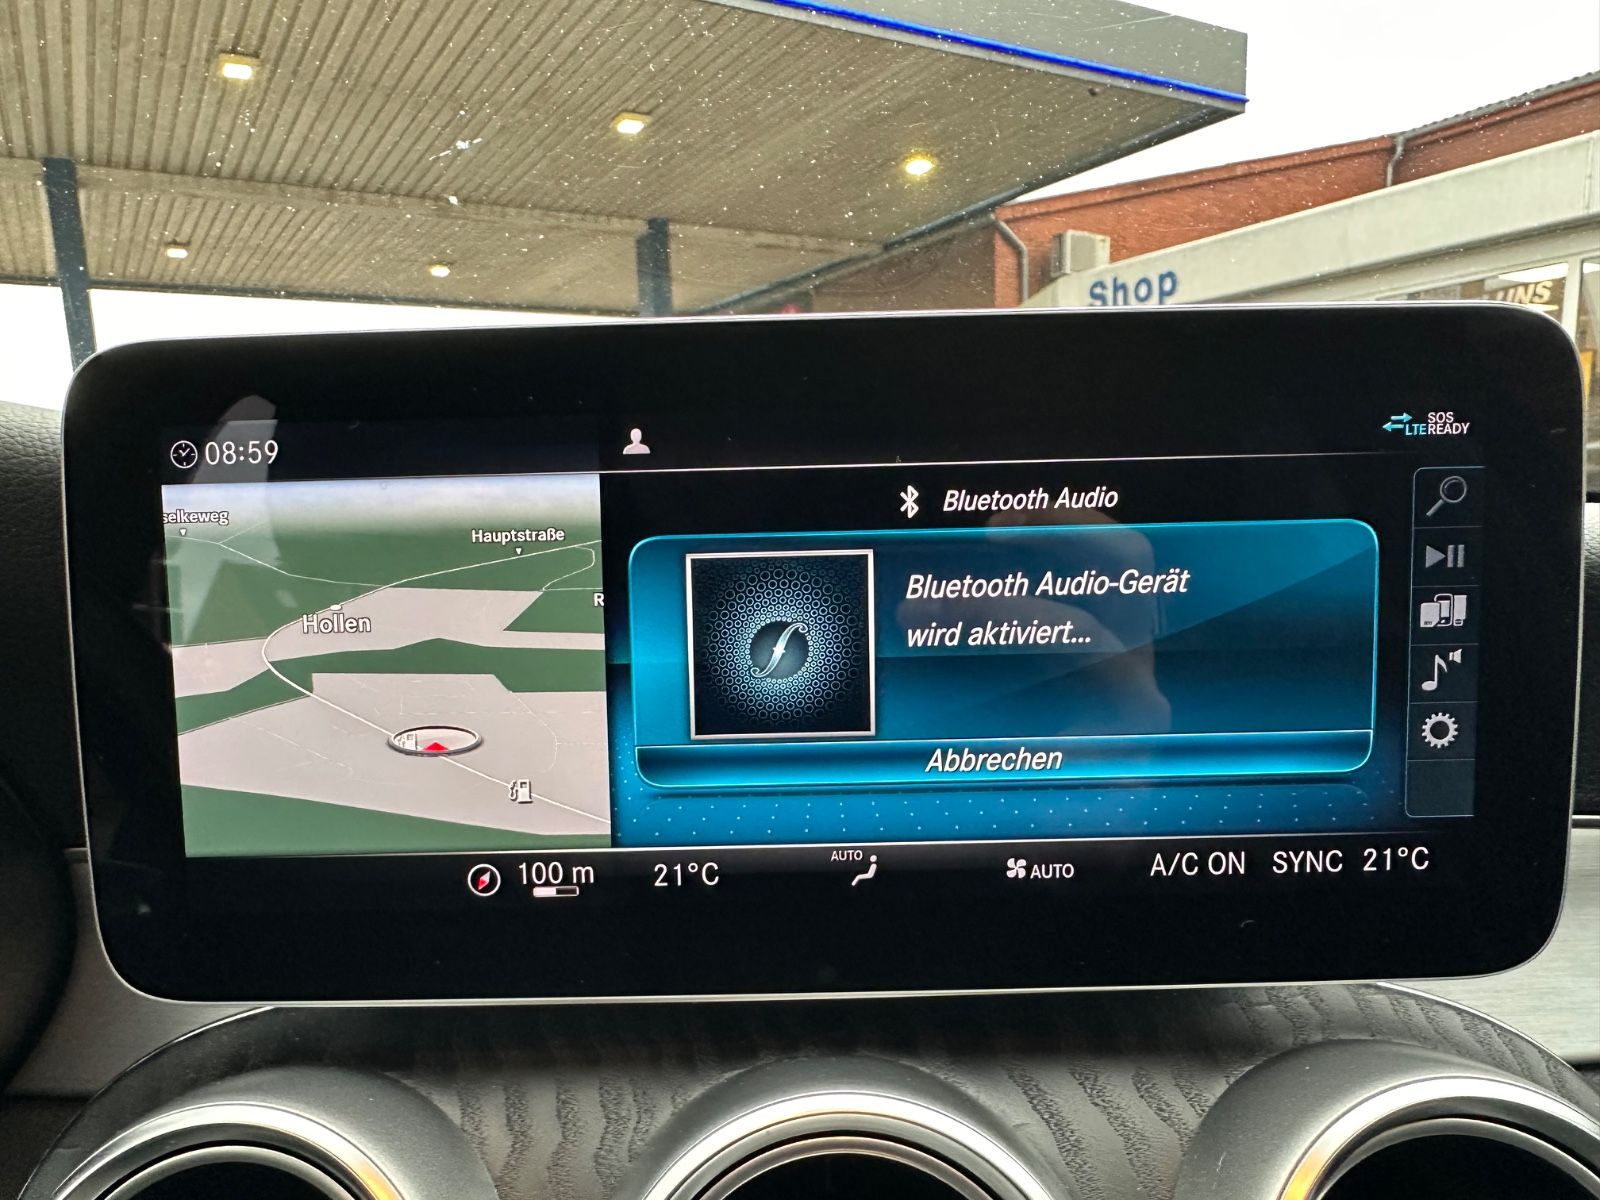 Shop
UNS
08:59
SOS
LTE READY
Bluetooth Audio
selkeweg
Hauptstraße
R
Hollen
Bluetooth Audio-Gerät
wird aktiviert...
Abbrechen
100 m
21°C
AUTO
AUTO
A/C ON
SYNC
21°C